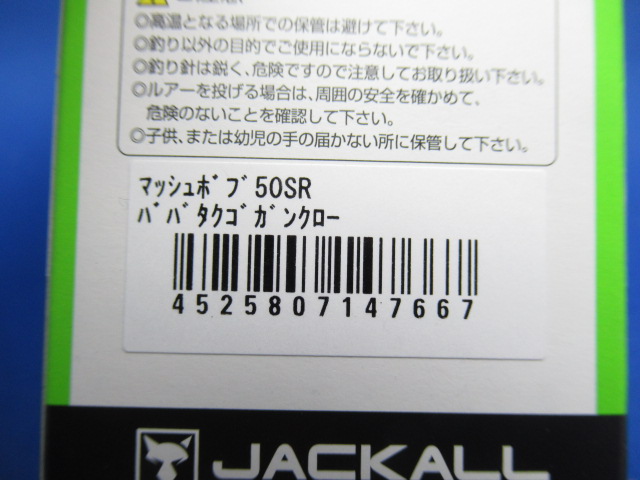 ◎高温となる場所での保管は避けて下さい。
◎釣り以外の目的でご使用にならないで下さい。
◎釣り針は鋭く、危険ですので注意してお取り扱い下さい。
◎ルアーを投げる場合は、周囲の安全を確かめて、
危険のないことを確認して下さい。
◎子供、または幼児の手の届かない所に保管して下さい。
ﾏｯｼｭﾎﾞﾌﾞ50SR
ﾊﾞﾊﾞﾀｸｺﾞｶﾞﾝｸﾛｰ
4525807147667
JACKALL